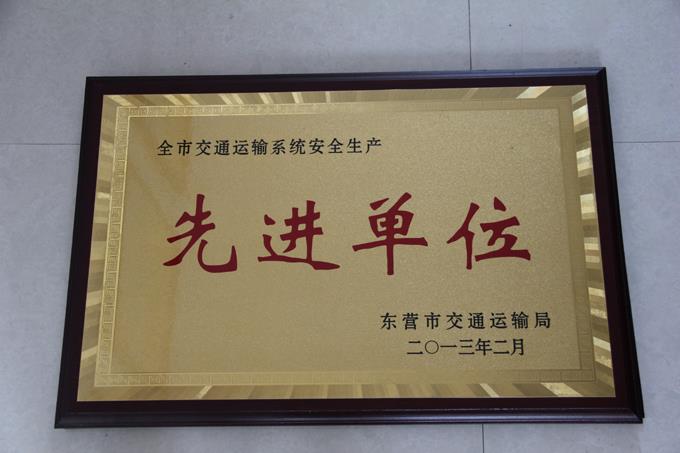 全市交通运输系统安全生产
先进单位
东营市交通运输局
二〇一三年二月